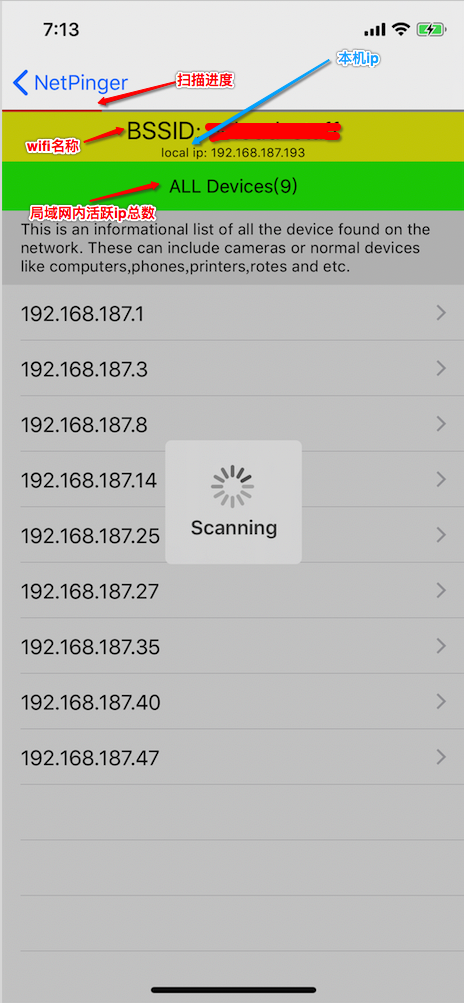 7:13
NetPinger
扫描进度
本机ip
BSSID:
wifi名称
local ip: 192.168.187.193
ALL Devices(9)
局域网内活跃ip总数
This is an informational list of all the device found on the
network. These can include cameras or normal devices
like computers,phones,printers,rotes and etc.
192.168.187.1
192.168.187.3
192.168.187.8
192.168.187.14
192.168.187.25
Scanning
192.168.187.27
192.168.187.35
192.168.187.40
192.168.187.47